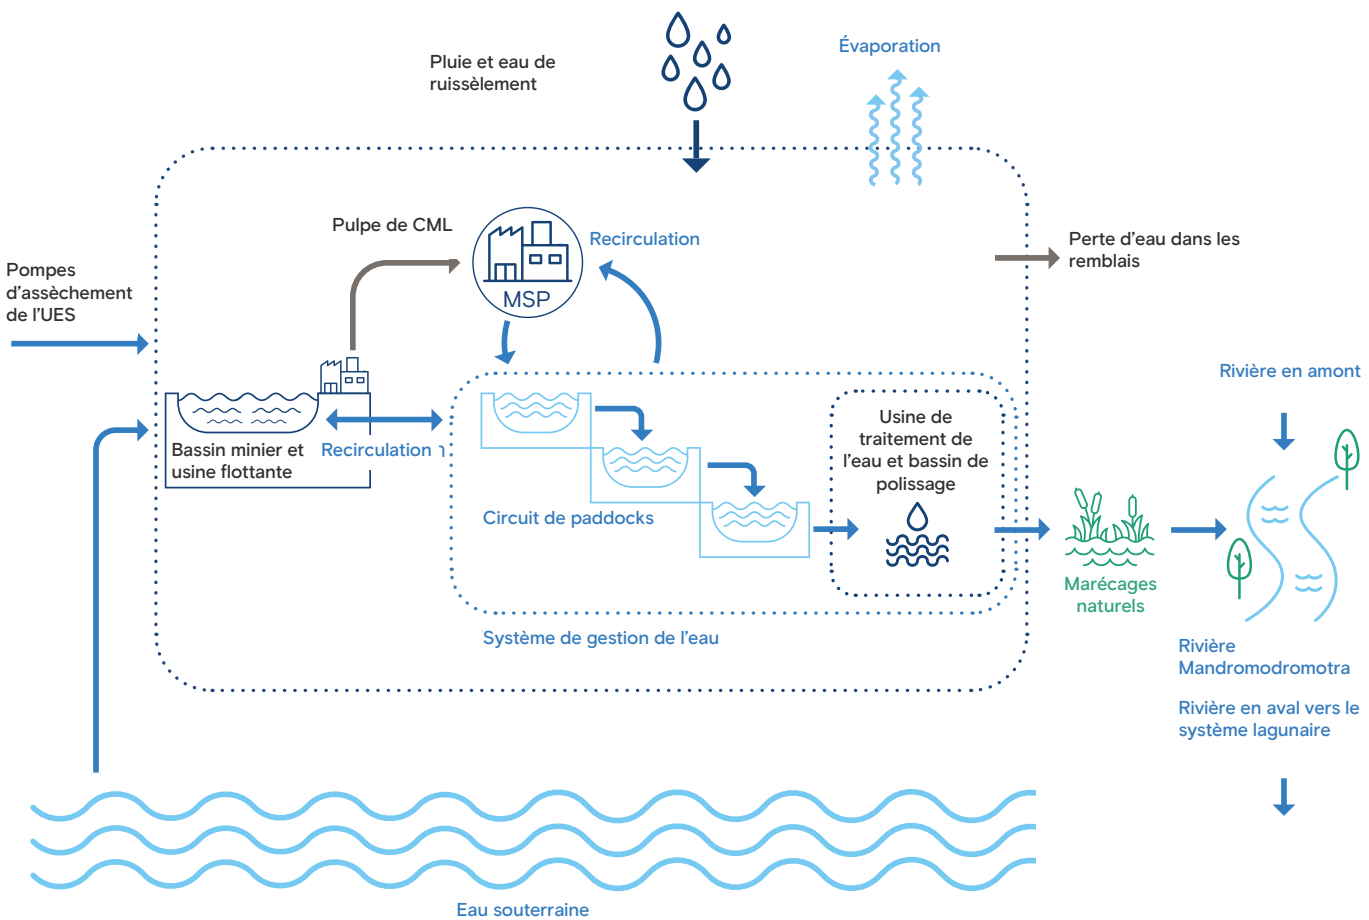 Pluie et eau de
ruissèlement
Évaporation
Pulpe de CML
Recirculation
MSP
Perte d'eau dans les
remblais
Pompes
d'assèchement
de l'UES
Rivière en amont
Bassin minier et
usine flottante
Recirculation
Usine de
traitement de
l'eau et bassin de
polissage
Circuit de paddocks
Marécages
naturels
Système de gestion de l'eau
Rivière
Mandromodromotra
Rivière en aval vers le
système lagunaire
Eau souterraine